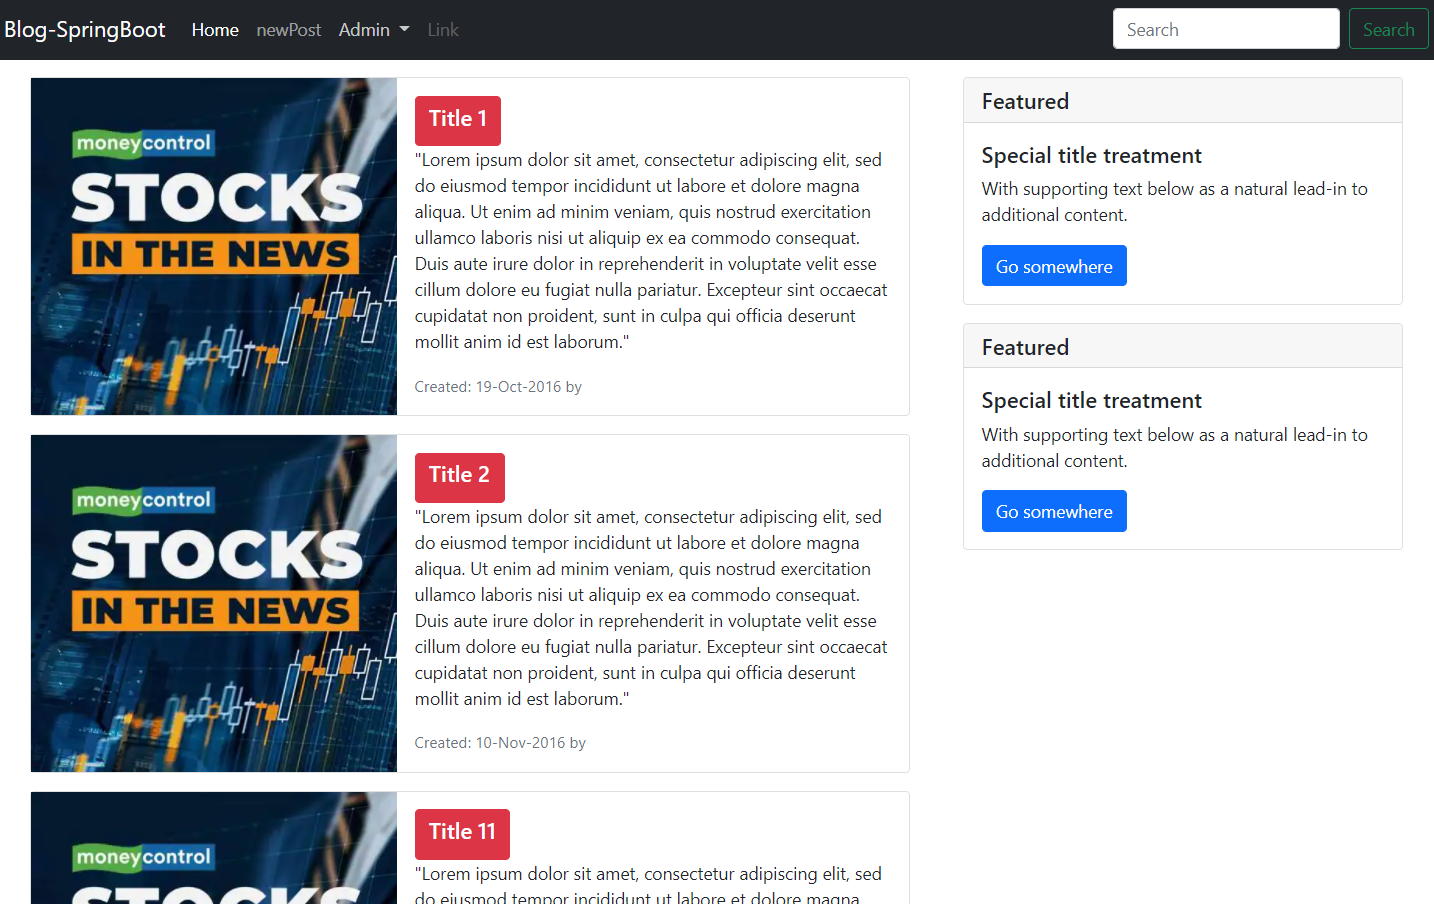 Blog-SpringBoot Home newPost Admin Link Search Search
moneycontrol
STOCKS
IN THE NEWS
Title 1
"Lorem ipsum dolor sit amet, consectetur adipiscing elit, sed
do eiusmod tempor incididunt ut labore et dolore magna
aliqua. Ut enim ad minim veniam, quis nostrud exercitation
ullamco laboris nisi ut aliquip ex ea commodo consequat.
Duis aute irure dolor in reprehenderit in voluptate velit esse
cillum dolore eu fugiat nulla pariatur. Excepteur sint occaecat
cupidatat non proident, sunt in culpa qui officia deserunt
mollit anim id est laborum."
Created: 19-Oct-2016 by
moneycontrol
STOCKS
IN THE NEWS
Title 2
"Lorem ipsum dolor sit amet, consectetur adipiscing elit, sed
do eiusmod tempor incididunt ut labore et dolore magna
aliqua. Ut enim ad minim veniam, quis nostrud exercitation
ullamco laboris nisi ut aliquip ex ea commodo consequat.
Duis aute irure dolor in reprehenderit in voluptate velit esse
cillum dolore eu fugiat nulla pariatur. Excepteur sint occaecat
cupidatat non proident, sunt in culpa qui officia deserunt
mollit anim id est laborum."
Created: 10-Nov-2016 by
moneycontrol
STOCKS
Title 11
"Lorem ipsum dolor sit amet, consectetur adipiscing elit, sed
do eiusmod tempor incididunt ut labore et dolore magna
Featured
Special title treatment
With supporting text below as a natural lead-in to
additional content.
Go somewhere
Featured
Special title treatment
With supporting text below as a natural lead-in to
additional content.
Go somewhere